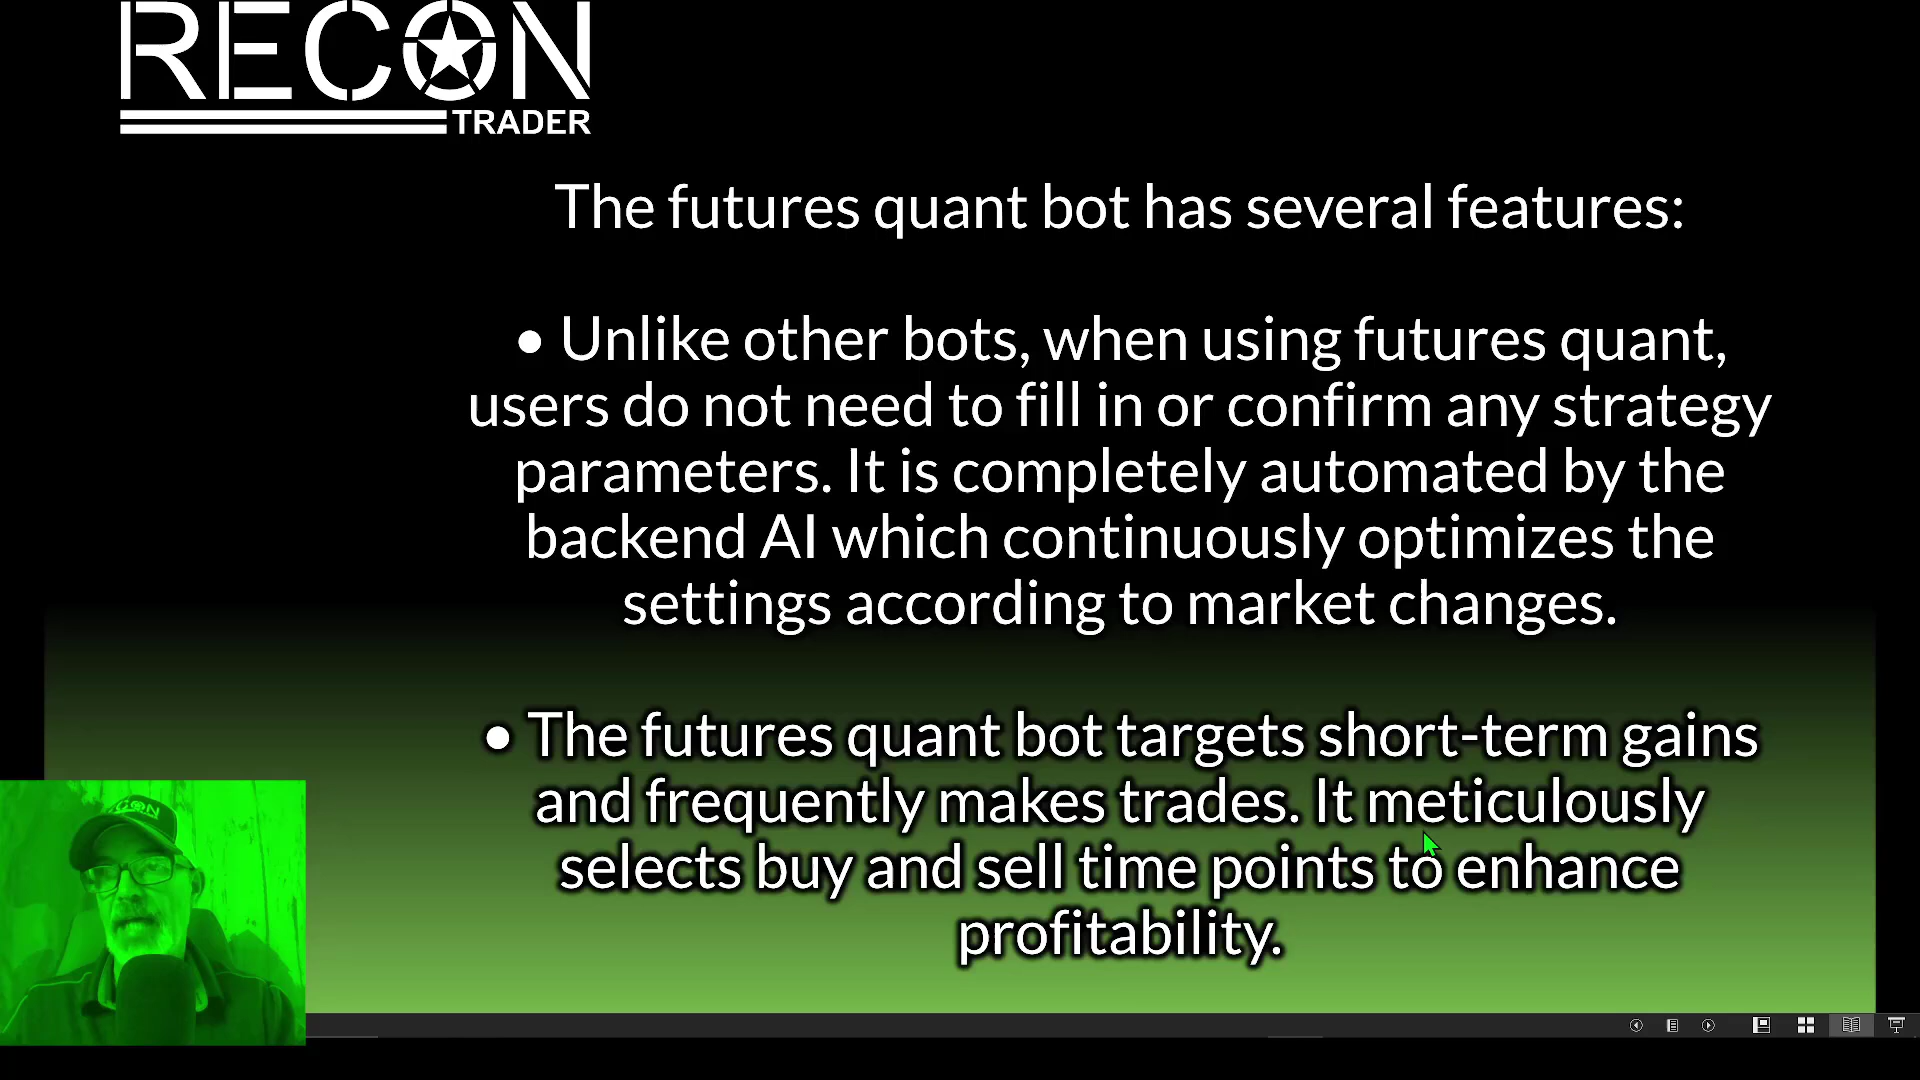 RECON
TRADER
The futures quant bot has several features:
• Unlike other bots, when using futures quant,
users do not need to fill in or confirm any strategy
parameters. It is completely automated by the
backend AI which continuously optimizes the
settings according to market changes.
• The futures quant bot targets short-term gains
and frequently makes trades. It meticulously
selects buy and sell time points to enhance
profitability.